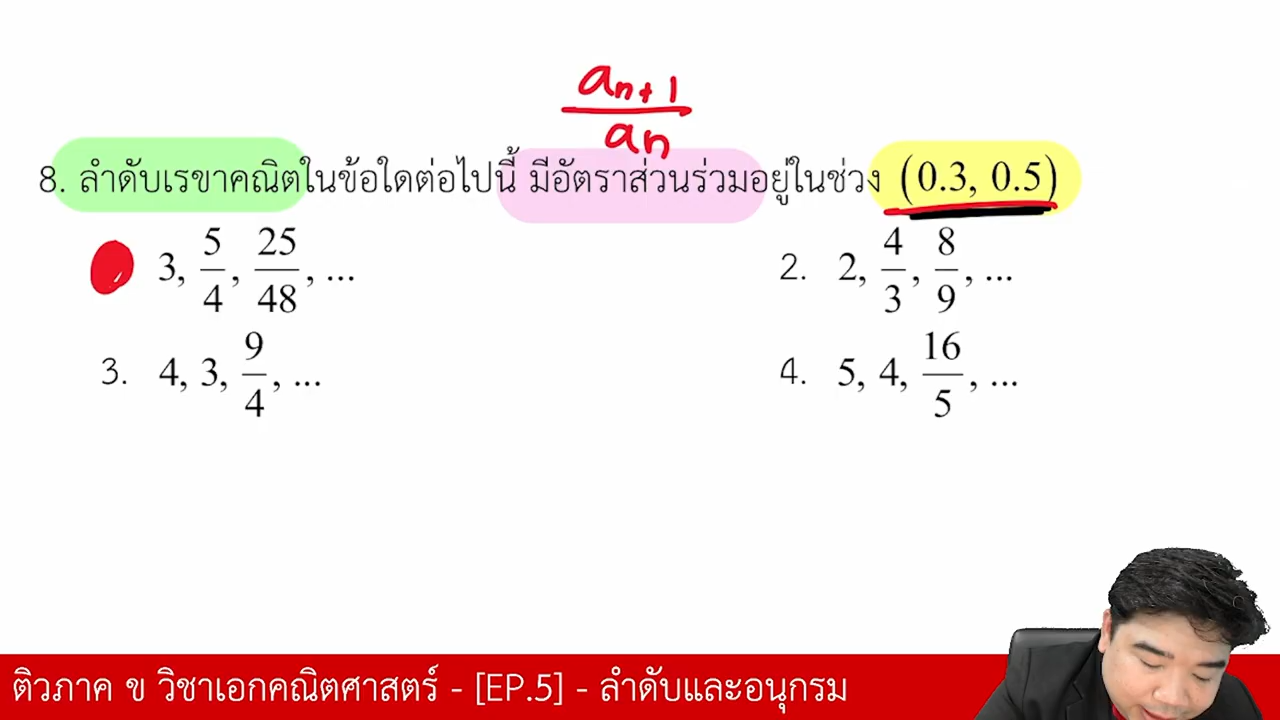 a_{n+1}
a_n
8. ลำดับเรขาคณิตในข้อใดต่อไปนี้ มีอัตราส่วนร่วมอยู่ในช่วง (0.3, 0.5)
3, 5/4, 25/48, ...
2. 2, 4/3, 8/9, ...
3. 4, 3, 9/4, ...
4. 5, 4, 16/5, ...
ติวภาค ข วิชาเอกคณิตศาสตร์ - [EP.5] - ลำดับและอนุกรม